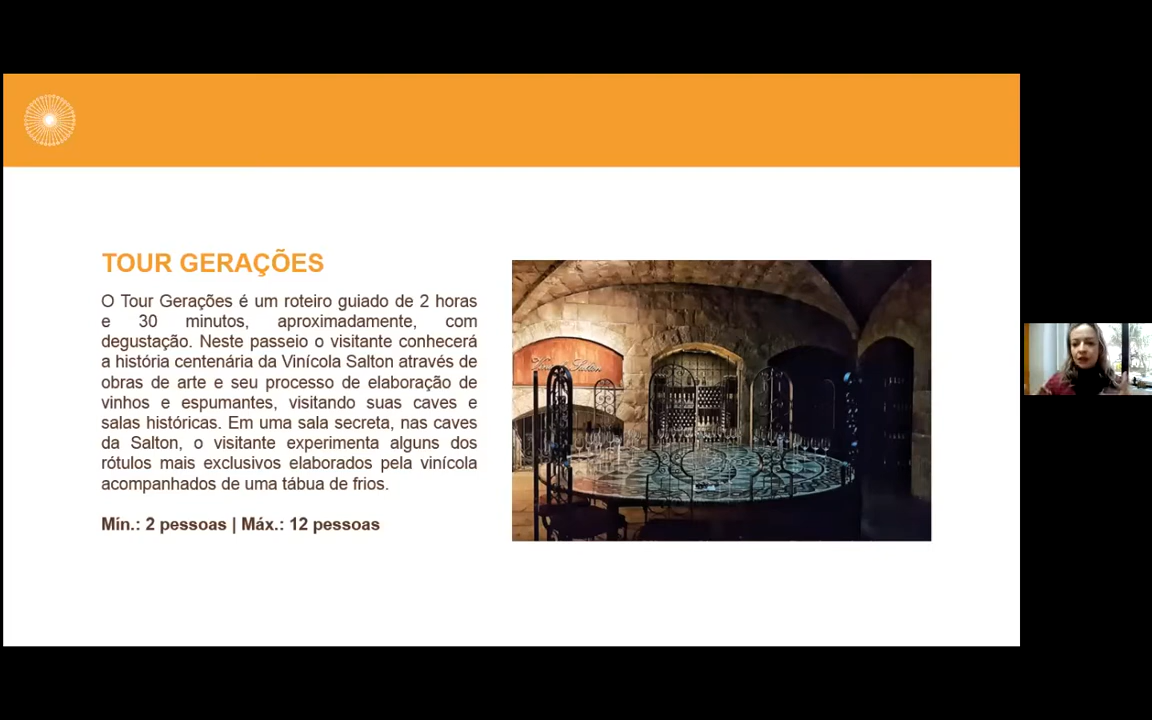 TOUR GERAÇÕES
O Tour Gerações é um roteiro guiado de 2 horas
e 30 minutos, aproximadamente, com
degustação. Neste passeio o visitante conhecerá
a história centenária da Vinícola Salton através de
obras de arte e seu processo de elaboração de
vinhos e espumantes, visitando suas caves e
salas históricas. Em uma sala secreta, nas caves
da Salton, o visitante experimenta alguns dos
rótulos mais exclusivos elaborados pela vinícola
acompanhados de uma tábua de frios.
Mín.: 2 pessoas | Máx.: 12 pessoas
Salton